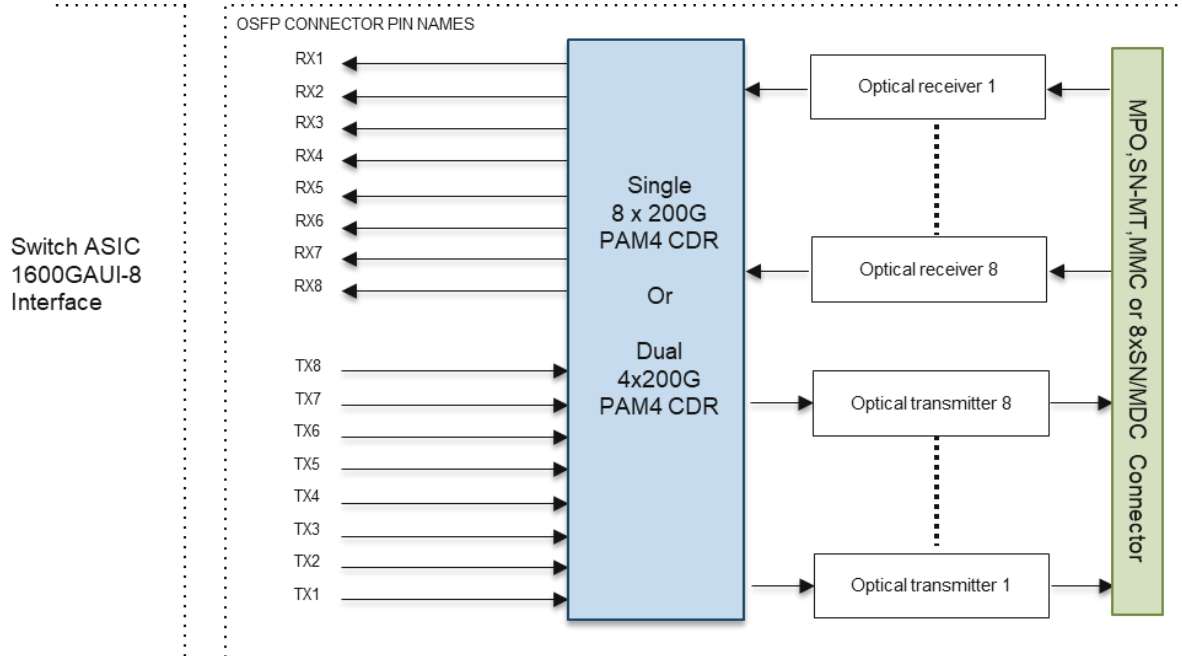 OSFP CONNECTOR PIN NAMES
RX1
RX2
RX3
RX4
RX5
RX6
RX7
RX8
TX8
TX7
TX6
TX5
TX4
TX3
TX2
TX1
Switch ASIC
1600GAUI-8
Interface
Single
8 x 200G
PAM4 CDR
Or
Dual
4x200G
PAM4 CDR
Optical receiver 1
Optical receiver 8
Optical transmitter 8
Optical transmitter 1
MPO,SN-MT,MMC or 8xSN/MDC Connector